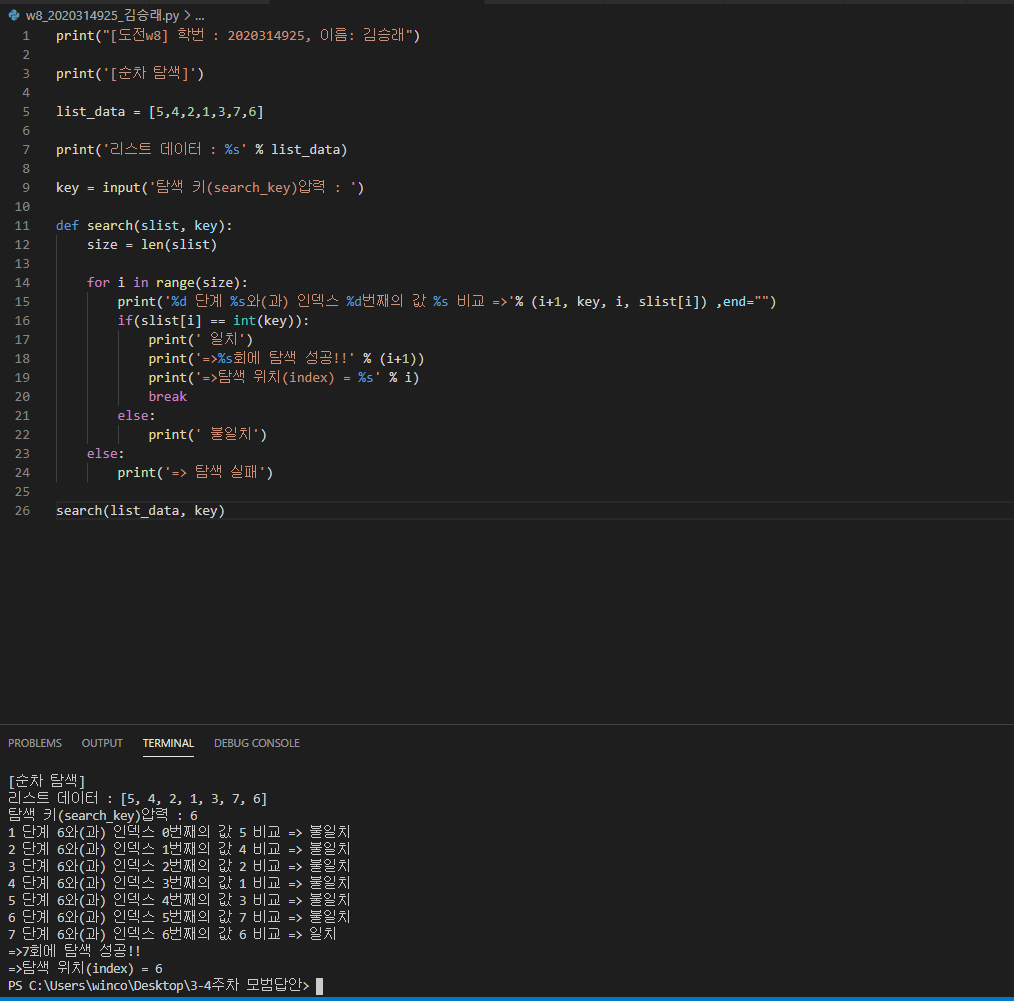 w8_2020314925_김승래.py > ...
1 print("[도전w8] 학번 : 2020314925, 이름: 김승래")
2
3 print('[순차 탐색]')
4
5 list_data = [5,4,2,1,3,7,6]
6
7 print('리스트 데이터 : %s' % list_data)
8
9 key = input('탐색 키(search_key)압력 : ')
10
11 def search(slist, key):
12     size = len(slist)
13
14     for i in range(size):
15         print('%d 단계 %s와(과) 인덱스 %d번째의 값 %s 비교 =>'% (i+1, key, i, slist[i]) ,end="")
16         if(slist[i] == int(key)):
17             print(' 일치')
18             print('=>%s회에 탐색 성공!!' % (i+1))
19             print('=>탐색 위치(index) = %s' % i)
20             break
21         else:
22             print(' 불일치')
23     else:
24         print('=> 탐색 실패')
25
26 search(list_data, key)
PROBLEMS OUTPUT TERMINAL DEBUG CONSOLE
[순차 탐색]
리스트 데이터 : [5, 4, 2, 1, 3, 7, 6]
탐색 키(search_key)압력 : 6
1 단계 6와(과) 인덱스 0번째의 값 5 비교 => 불일치
2 단계 6와(과) 인덱스 1번째의 값 4 비교 => 불일치
3 단계 6와(과) 인덱스 2번째의 값 2 비교 => 불일치
4 단계 6와(과) 인덱스 3번째의 값 1 비교 => 불일치
5 단계 6와(과) 인덱스 4번째의 값 3 비교 => 불일치
6 단계 6와(과) 인덱스 5번째의 값 7 비교 => 불일치
7 단계 6와(과) 인덱스 6번째의 값 6 비교 => 일치
=>7회에 탐색 성공!!
=>탐색 위치(index) = 6
PS C:\Users\winco\Desktop\3-4주차 모범답안>